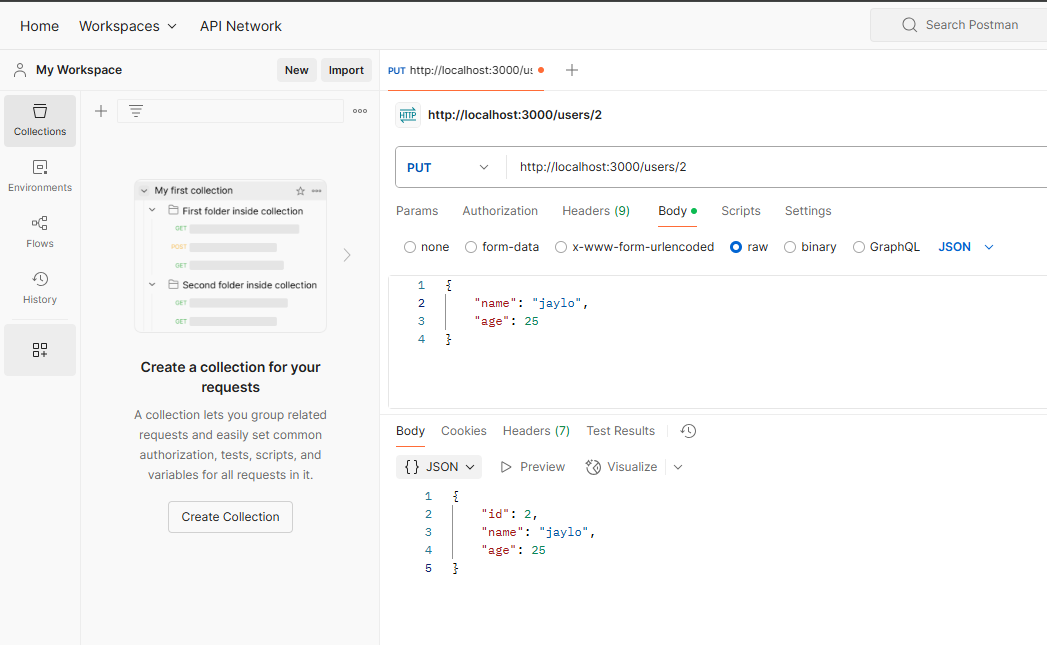 Home Workspaces API Network Search Postman
My Workspace New Import
PUT http://localhost:3000/us
HTTP http://localhost:3000/users/2
PUT http://localhost:3000/users/2
Params Authorization Headers (9) Body Scripts Settings
none form-data x-www-form-urlencoded raw binary GraphQL JSON
1 {
2 "name": "jaylo",
3 "age": 25
4 }
Collections
Environments
Flows
History
My first collection
First folder inside collection
GET
POST
GET
Second folder inside collection
GET
GET
Create a collection for your
requests
A collection lets you group related
requests and easily set common
authorization, tests, scripts, and
variables for all requests in it.
Create Collection
Body Cookies Headers (7) Test Results
{} JSON Preview Visualize
1 {
2 "id": 2,
3 "name": "jaylo",
4 "age": 25
5 }